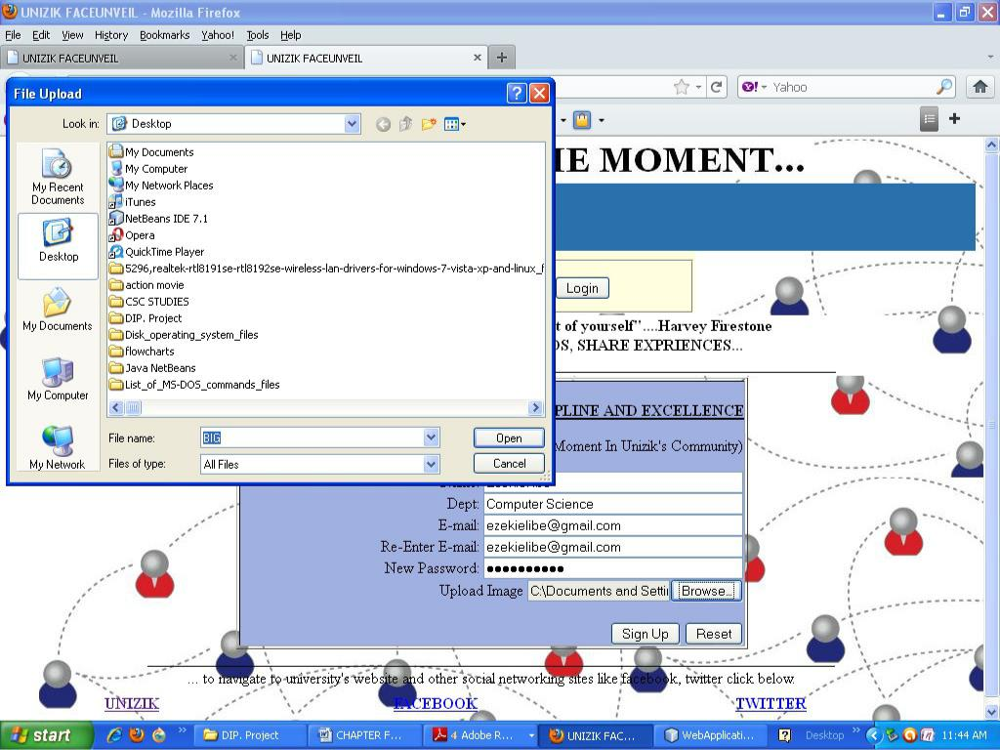 UNIZIK FACEUNVEIL - Mozilla Firefox
File Edit View History Bookmarks Yahoo! Tools Help
UNIZIK FACEUNVEIL
UNIZIK FACEUNVEIL
Yahoo
File Upload
Look in: Desktop
My Recent Documents
Desktop
My Documents
My Computer
My Network
My Documents
My Computer
My Network Places
iTunes
NetBeans IDE 7.1
Opera
QuickTime Player
5296,realtek-rtl8191se-rtl8192se-wireless-lan-drivers-for-windows-7-vista-xp-and-linux_f
action movie
CSC STUDIES
DIP. Project
Disk_operating_system_files
flowcharts
Java NetBeans
List_of_MS-DOS_commands_files
File name: BIG Open
Files of type: All Files Cancel
MOMENT...
Login
of yourself"....Harvey Firestone
SHARE EXPRIENCES...
AND EXCELLENCE
Moment In Unizik's Community)
Dept: Computer Science
E-mail: ezekielibe@gmail.com
Re-Enter E-mail: ezekielibe@gmail.com
New Password: ●●●●●●●●●●
Upload Image C:\Documents and Settin Browse...
Sign Up Reset
... to navigate to university's website and other social networking sites like facebook, twitter click below
UNIZIK FACEBOOK TWITTER
start DIP. Project CHAPTER F... 4 Adobe R... UNIZIK FAC... WebApplicati... Desktop 11:44 AM